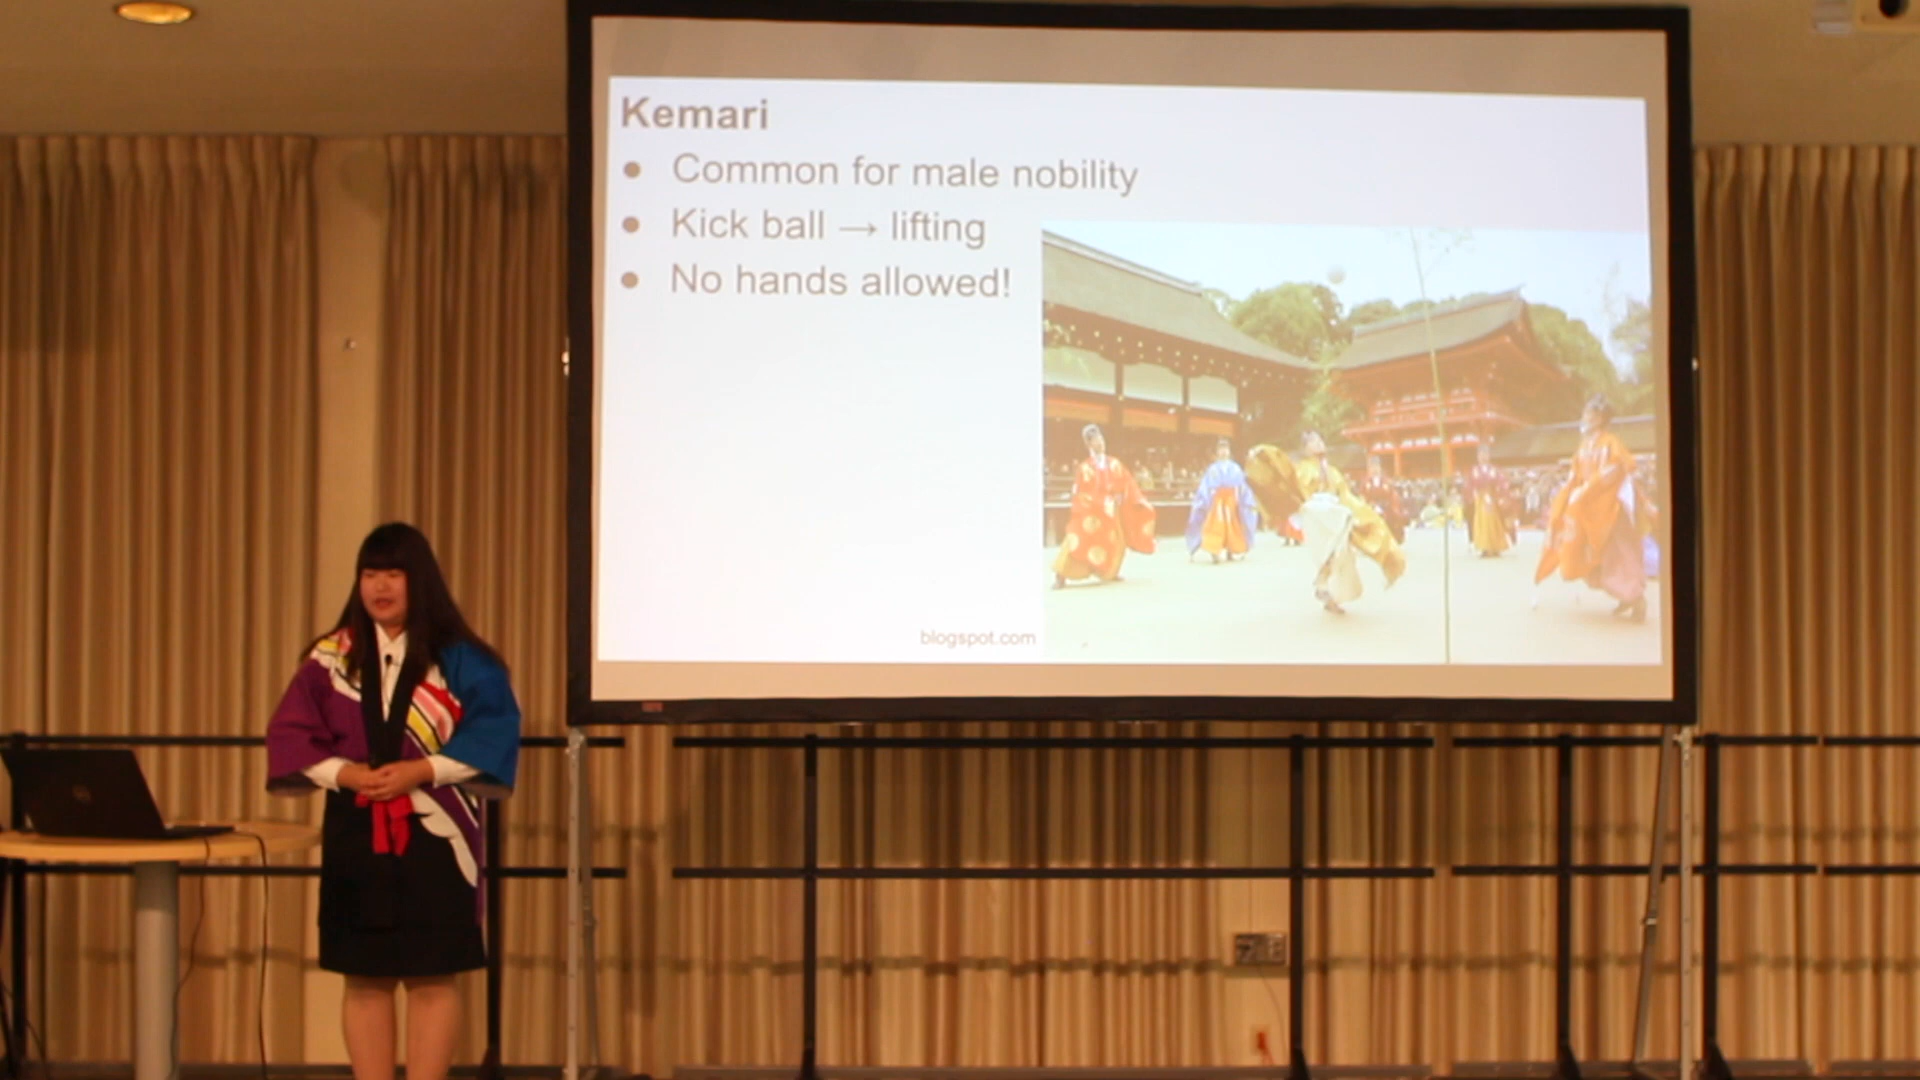 Kemari
● Common for male nobility
● Kick ball → lifting
● No hands allowed!
blogspot.com